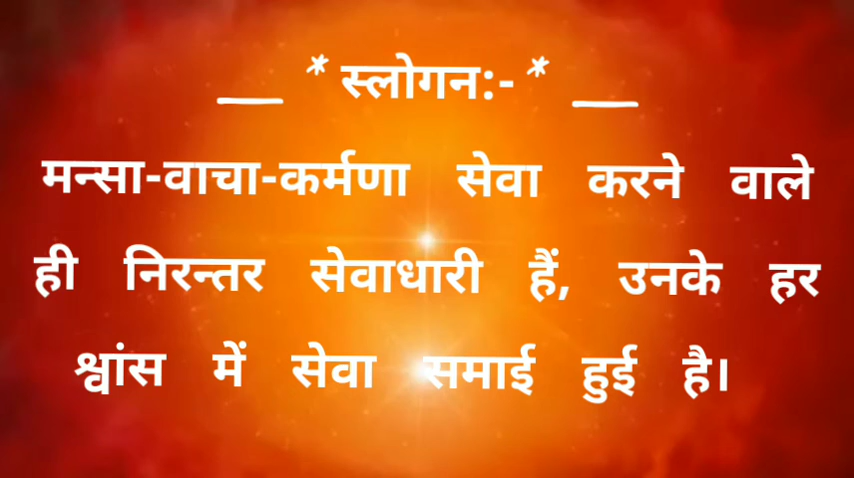 __ *स्लोगन:-* __
मन्सा-वाचा-कर्मणा सेवा करने वाले
ही निरन्तर सेवाधारी हैं, उनके हर
श्वांस में सेवा समाई हुई है।